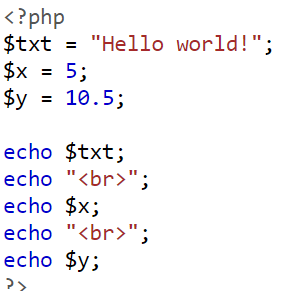 <?php
$txt = "Hello world!";
$x = 5;
$y = 10.5;

echo $txt;
echo "<br>";
echo $x;
echo "<br>";
echo $y;
?>